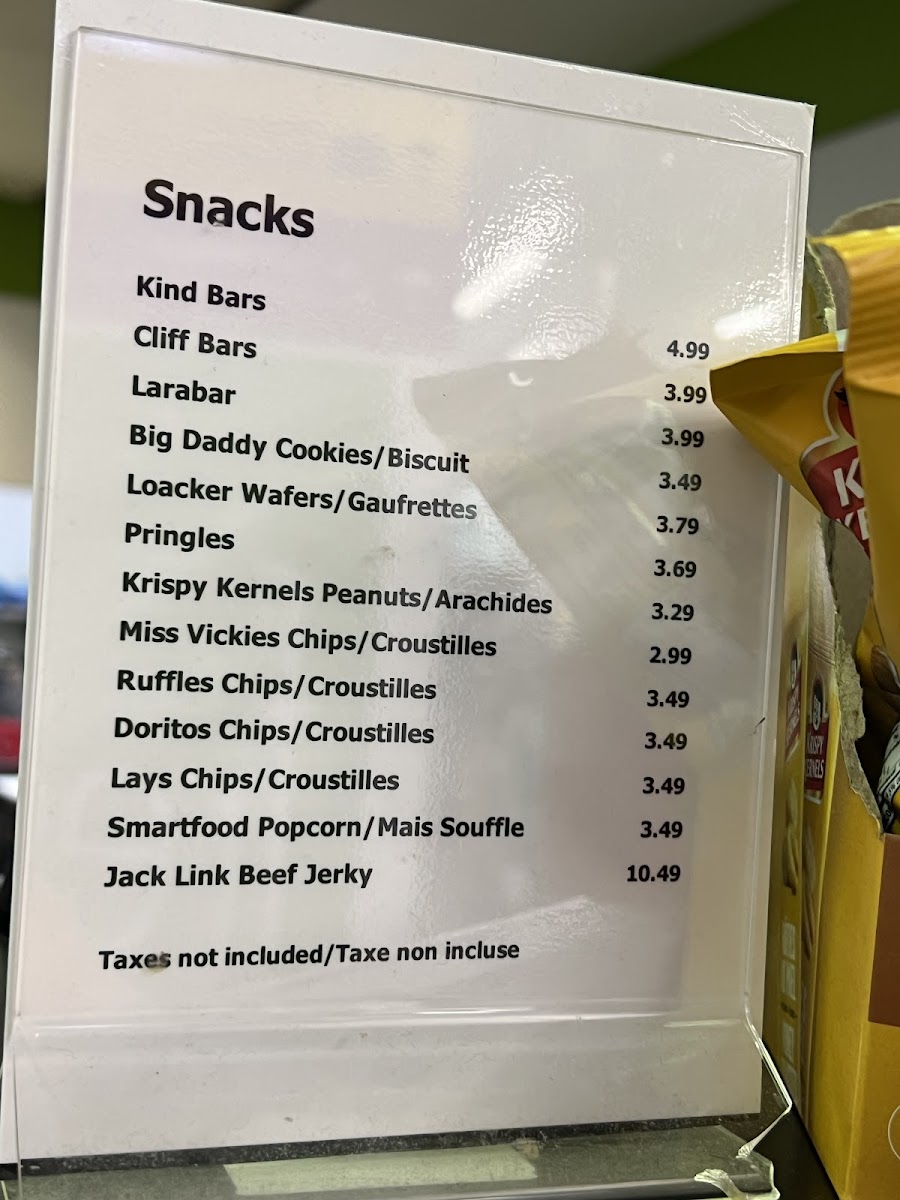 Snacks
Kind Bars 4.99
Cliff Bars 3.99
Larabar 3.99
Big Daddy Cookies/Biscuit 3.49
Loacker Wafers/Gaufrettes 3.79
Pringles 3.69
Krispy Kernels Peanuts/Arachides 3.29
Miss Vickies Chips/Croustilles 2.99
Ruffles Chips/Croustilles 3.49
Doritos Chips/Croustilles 3.49
Lays Chips/Croustilles 3.49
Smartfood Popcorn/Mais Souffle 3.49
Jack Link Beef Jerky 10.49
Taxes not included/Taxe non incluse
KRISPY